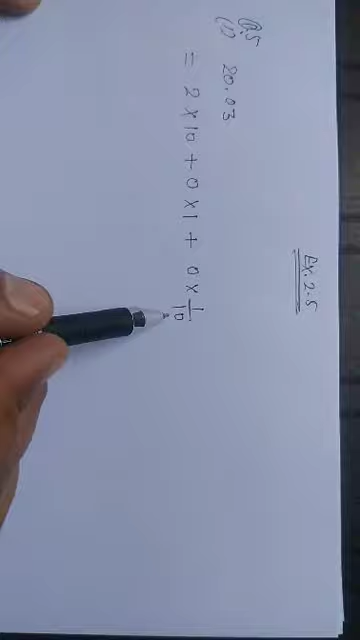 Ex. 2.5
Q.5
(i) 20.03
= 2 × 10 + 0 × 1 + 0 × 1/10